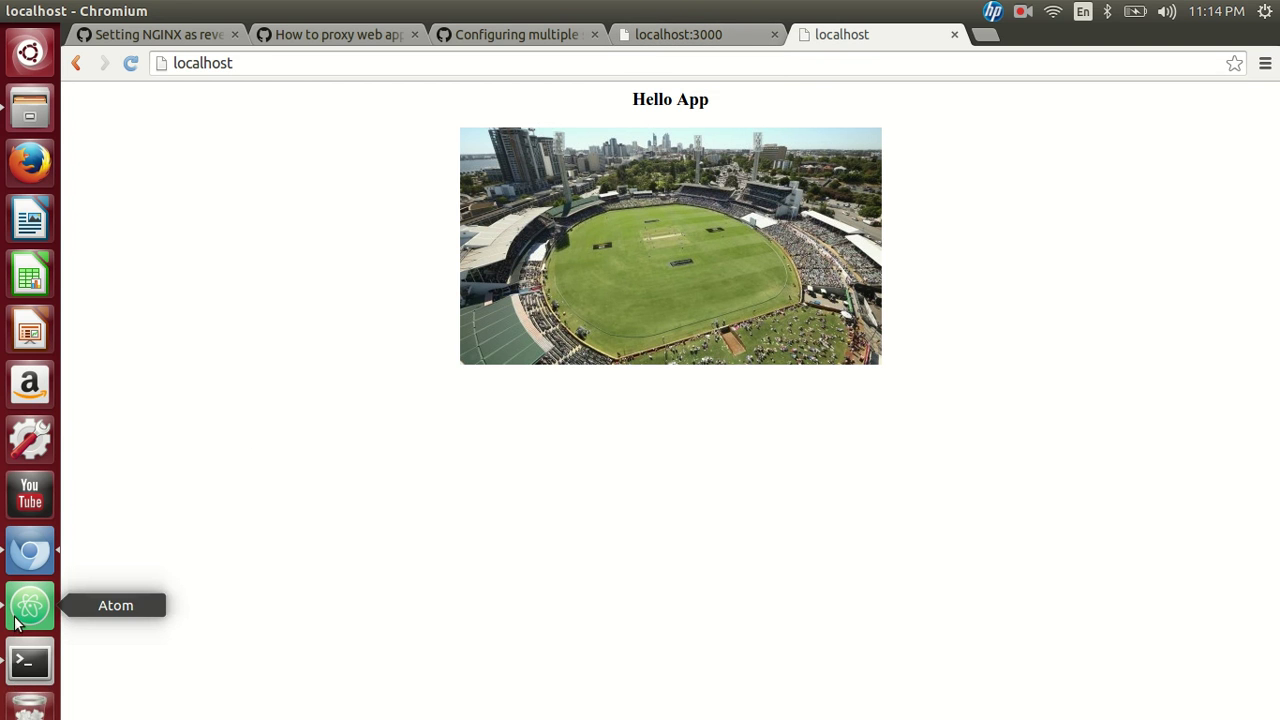 localhost - Chromium
En
11:14 PM
Setting NGINX as reve
How to proxy web app
Configuring multiple
localhost:3000
localhost
localhost
Hello App
You
Tube
Atom